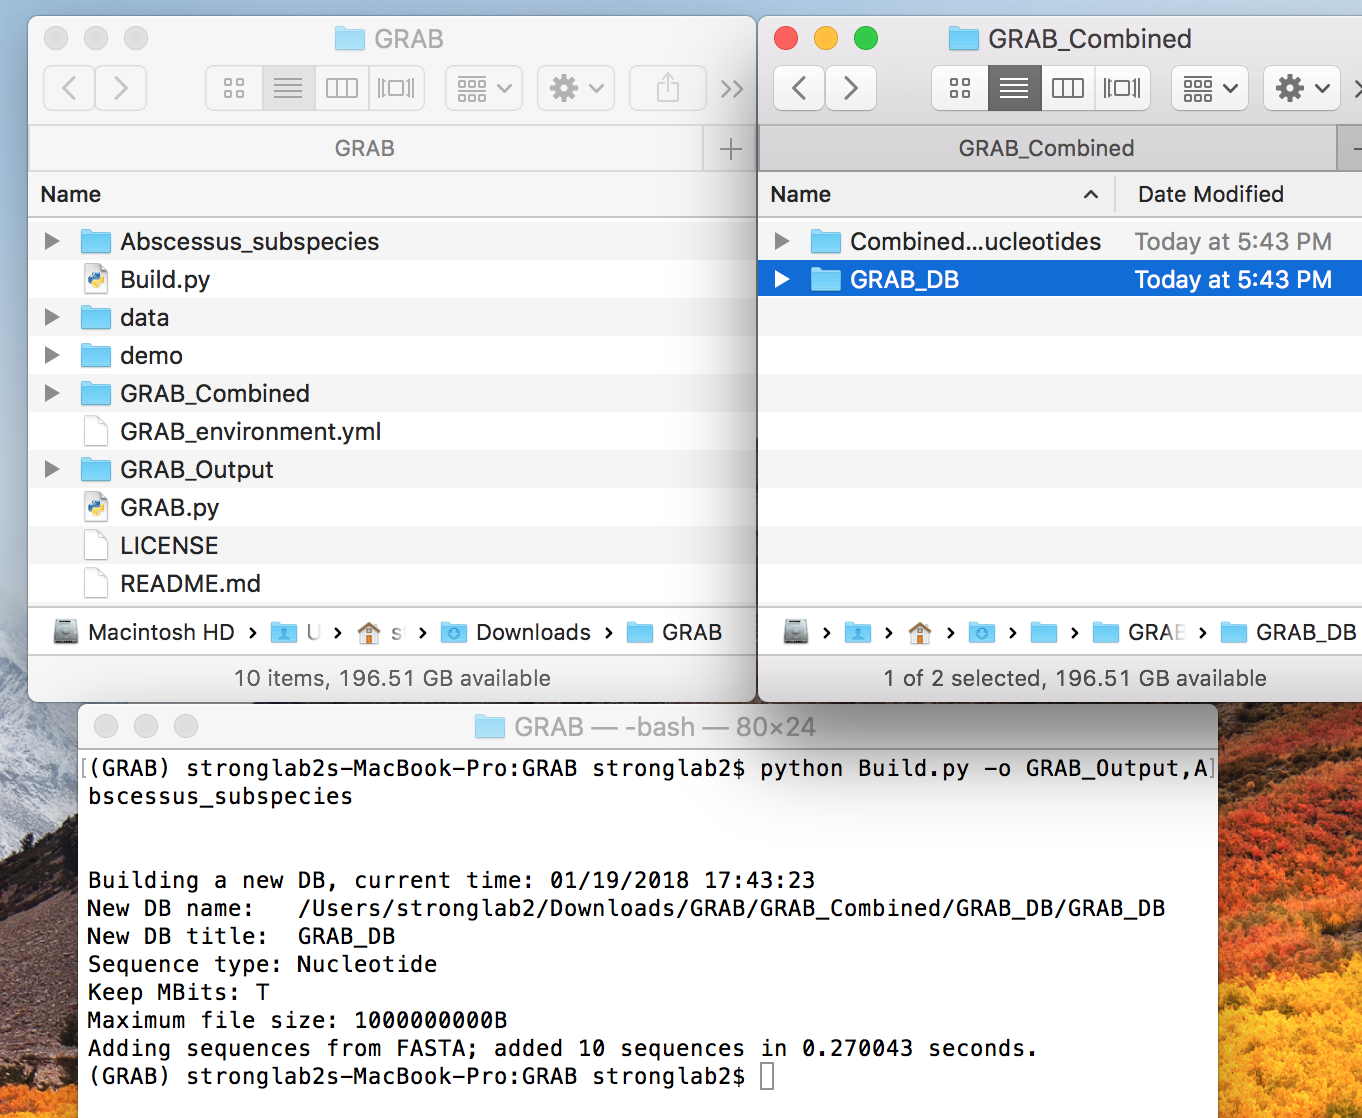 GRAB
GRAB
Name
Abscessus_subspecies
Build.py
data
demo
GRAB_Combined
GRAB_environment.yml
GRAB_Output
GRAB.py
LICENSE
README.md
Macintosh HD > U > s > Downloads > GRAB
10 items, 196.51 GB available
GRAB_Combined
GRAB_Combined
Name Date Modified
Combined...ucleotides Today at 5:43 PM
GRAB_DB Today at 5:43 PM
> > > > > GRAB > GRAB_DB
1 of 2 selected, 196.51 GB available
GRAB — -bash — 80×24
[(GRAB) stronglab2s-MacBook-Pro:GRAB stronglab2$ python Build.py -o GRAB_Output,A]
bscessus_subspecies
Building a new DB, current time: 01/19/2018 17:43:23
New DB name:   /Users/stronglab2/Downloads/GRAB/GRAB_Combined/GRAB_DB/GRAB_DB
New DB title:  GRAB_DB
Sequence type: Nucleotide
Keep MBits: T
Maximum file size: 1000000000B
Adding sequences from FASTA; added 10 sequences in 0.270043 seconds.
(GRAB) stronglab2s-MacBook-Pro:GRAB stronglab2$